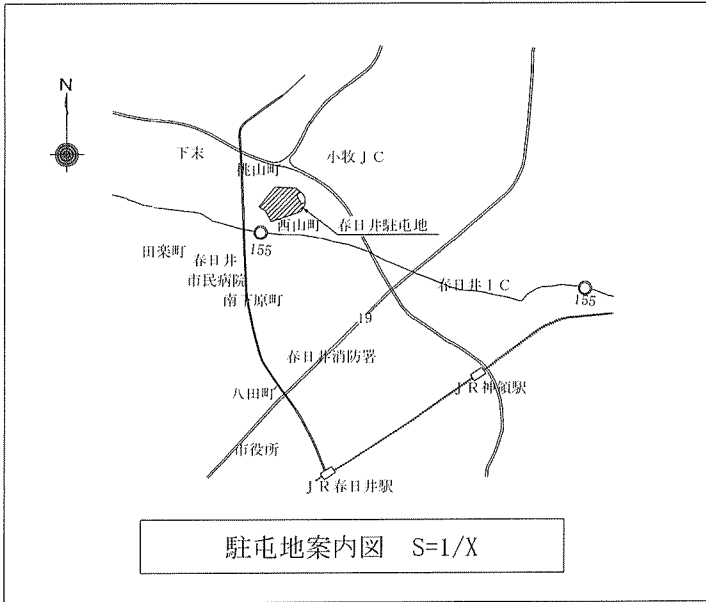 N
下末
小牧JC
桃山町
西山町
春日井駐屯地
155
田楽町
春日井
市民病院
南下原町
春日井IC
155
19
春日井消防署
八田町
JR神領駅
市役所
JR春日井駅
駐屯地案内図 S=1/X